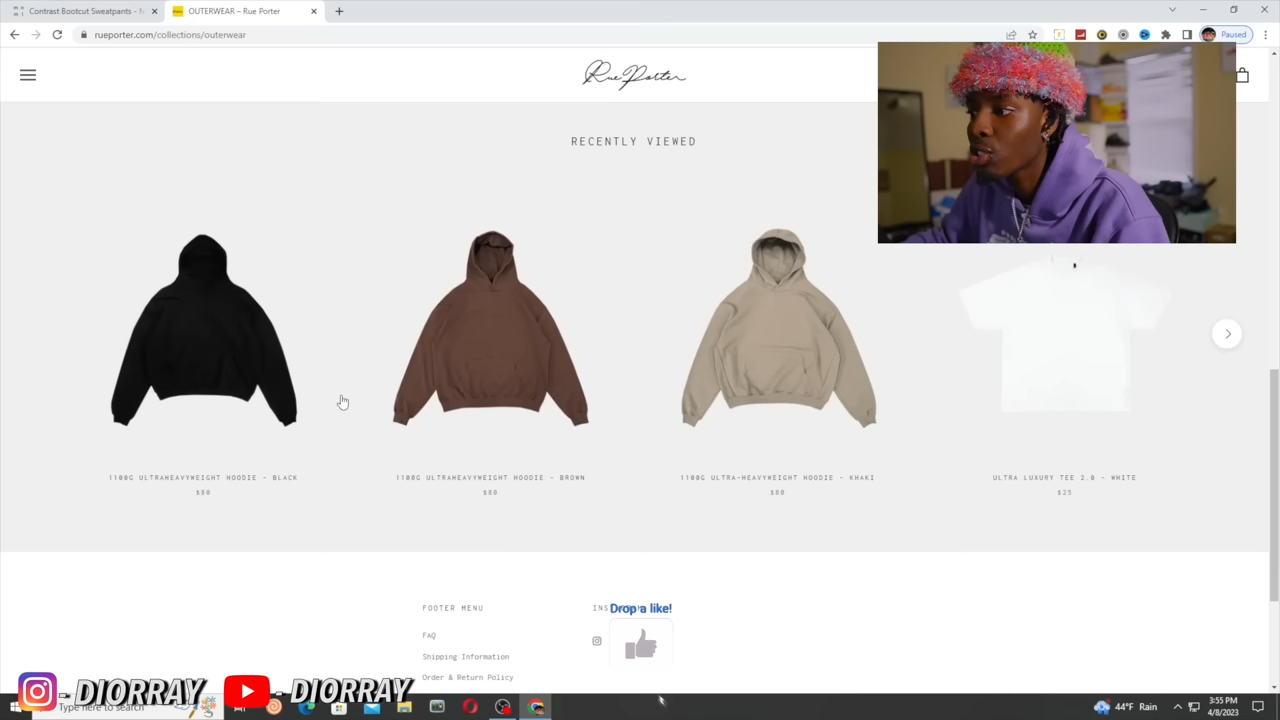 Contrast Bootcut Sweatpants -
OUTERWEAR – Rue Porter
rueporter.com/collections/outerwear
Paused
Rue Porter
RECENTLY VIEWED
1100G ULTRAHEAVYWEIGHT HOODIE - BLACK
$80
1100G ULTRAHEAVYWEIGHT HOODIE - BROWN
$80
1100G ULTRA-HEAVYWEIGHT HOODIE - KHAKI
$80
ULTRA LUXURY TEE 2.0 - WHITE
$25
FOOTER MENU
Drop a like!
FAQ
Shipping Information
Order & Return Policy
- DIORRAY
- DIORRAY
Type here to search
44°F Rain
3:55 PM
4/8/2023